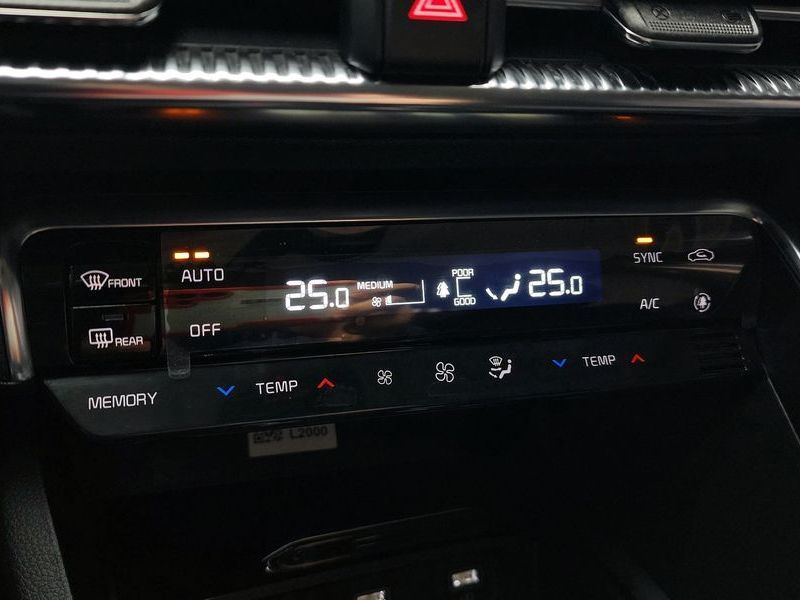 FRONT
AUTO
25.0
MEDIUM
POOR
GOOD
25.0
SYNC
REAR
OFF
A/C
MEMORY
TEMP
TEMP
L2000